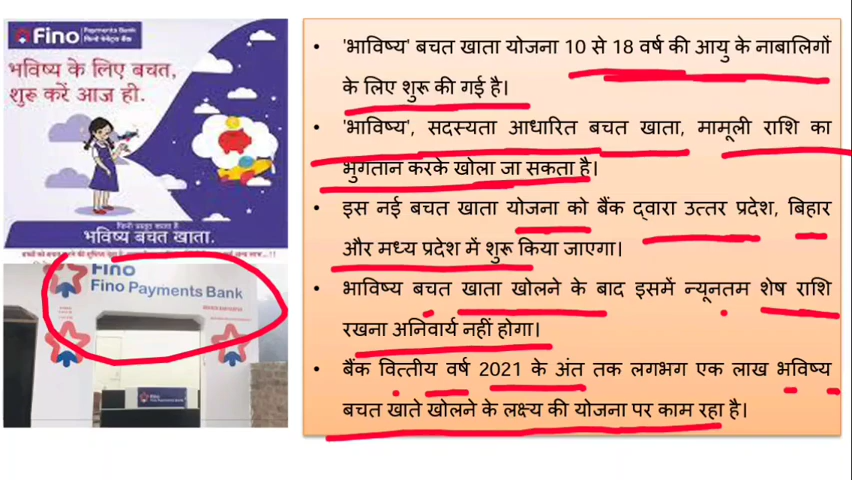 Fino Payments Bank
फिनो पेमेंट्स बैंक
भविष्य के लिए बचत,
शुरू करें आज ही.
फिनो प्रस्तुत करता है
भविष्य बचत खाता.
Fino
Fino Payments Bank
'भाविष्य' बचत खाता योजना 10 से 18 वर्ष की आयु के नाबालिगों
के लिए शुरू की गई है।
'भाविष्य', सदस्यता आधारित बचत खाता, मामूली राशि का
भुगतान करके खोला जा सकता है।
इस नई बचत खाता योजना को बैंक द्वारा उत्तर प्रदेश, बिहार
और मध्य प्रदेश में शुरू किया जाएगा।
भाविष्य बचत खाता खोलने के बाद इसमें न्यूनतम शेष राशि
रखना अनिवार्य नहीं होगा।
बैंक वित्तीय वर्ष 2021 के अंत तक लगभग एक लाख भविष्य
बचत खाते खोलने के लक्ष्य की योजना पर काम रहा है।